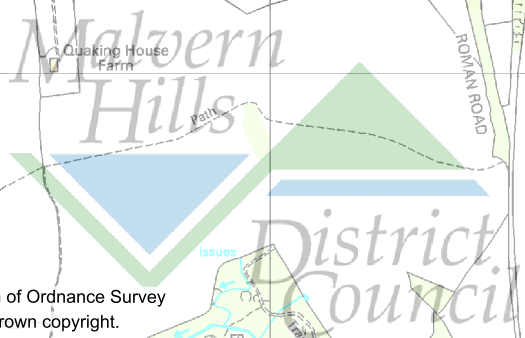 Malvern
Hills
District
Council
Quaking House
Farm
Path
ROMAN ROAD
issues
n of Ordnance Survey
rown copyright.